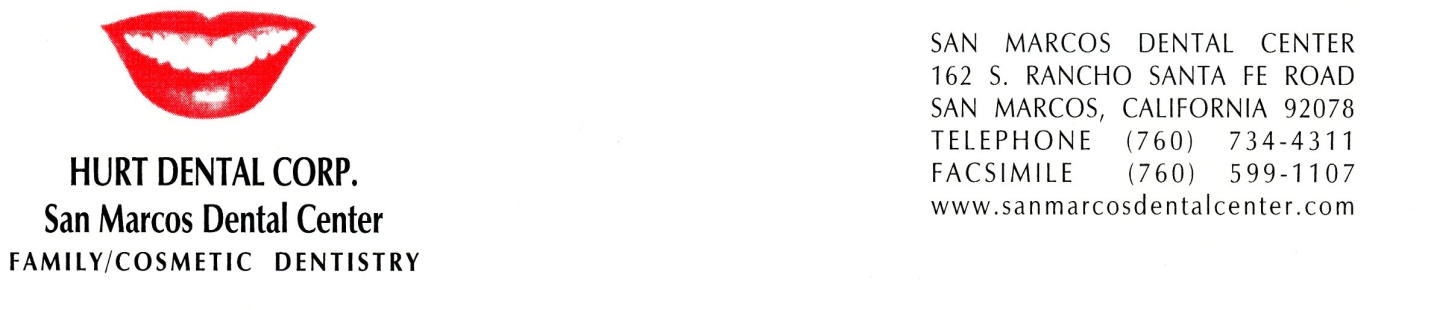 HURT DENTAL CORP.
San Marcos Dental Center
FAMILY/COSMETIC DENTISTRY
SAN MARCOS DENTAL CENTER
162 S. RANCHO SANTA FE ROAD
SAN MARCOS, CALIFORNIA 92078
TELEPHONE (760) 734-4311
FACSIMILE (760) 599-1107
www.sanmarcosdentalcenter.com